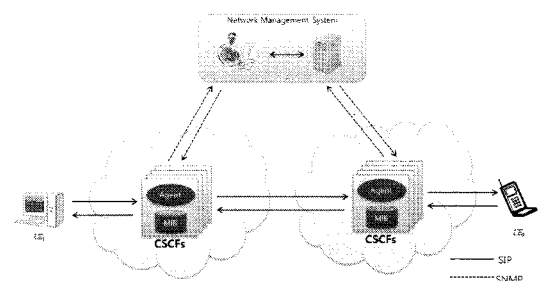 Network Management System
Agent
MIB
CSCFs
Agent
MIB
CSCFs
SIP
SNMP